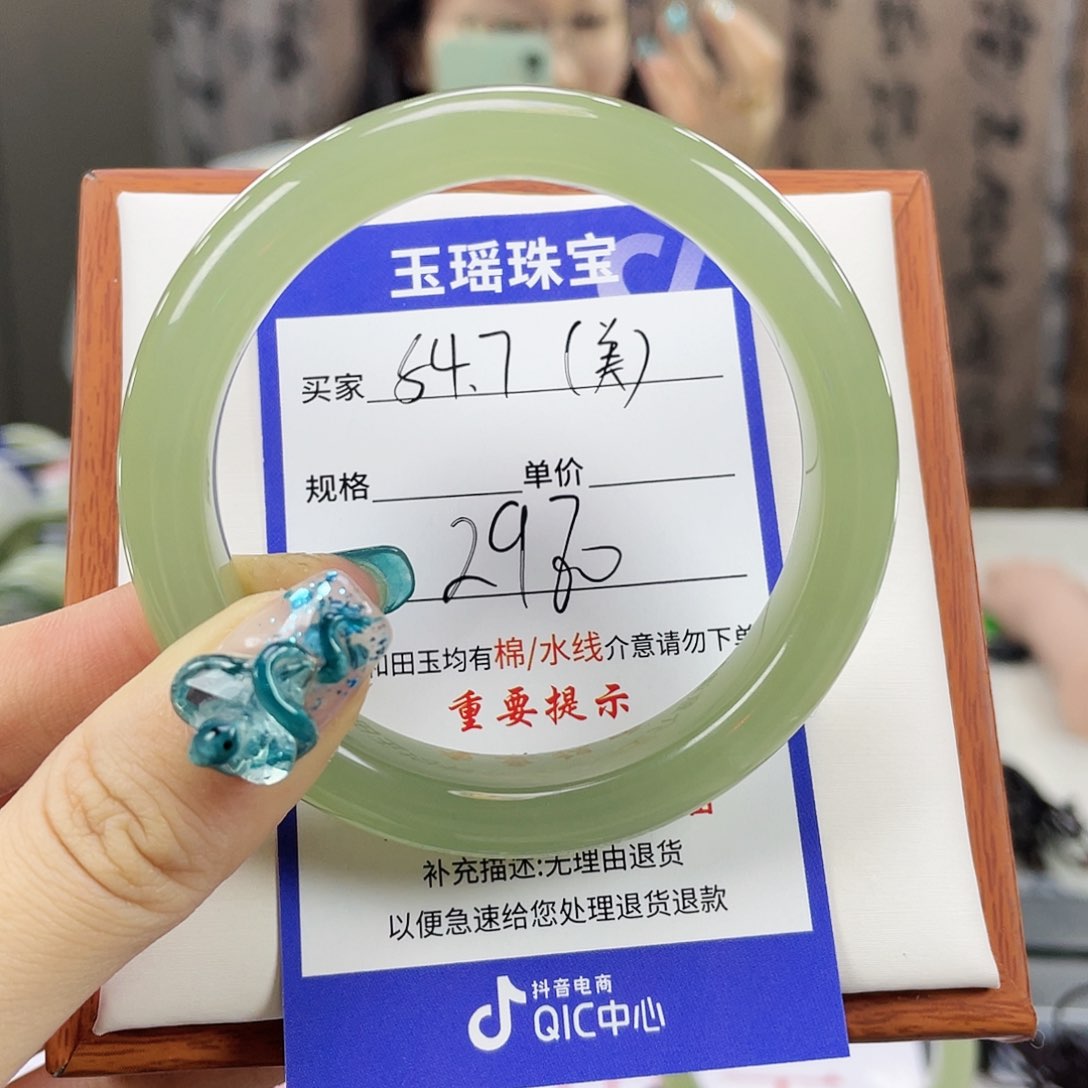 玉瑶珠宝
买家 54.7 (美)
规格 单价
29
和田玉均有棉/水线介意请勿下单
重要提示
补充描述:无理由退货
以便急速给您处理退货退款
抖音电商
QIC中心